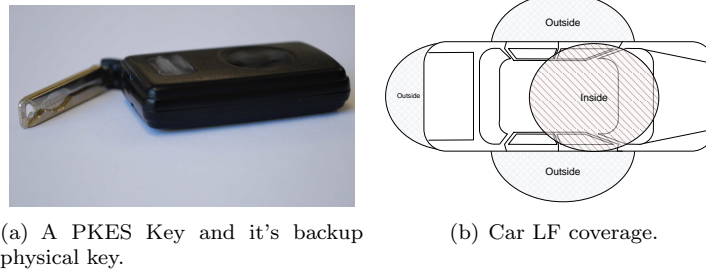 Outside
Outside
Inside
Outside
(a) A PKES Key and it's backup
physical key.
(b) Car LF coverage.